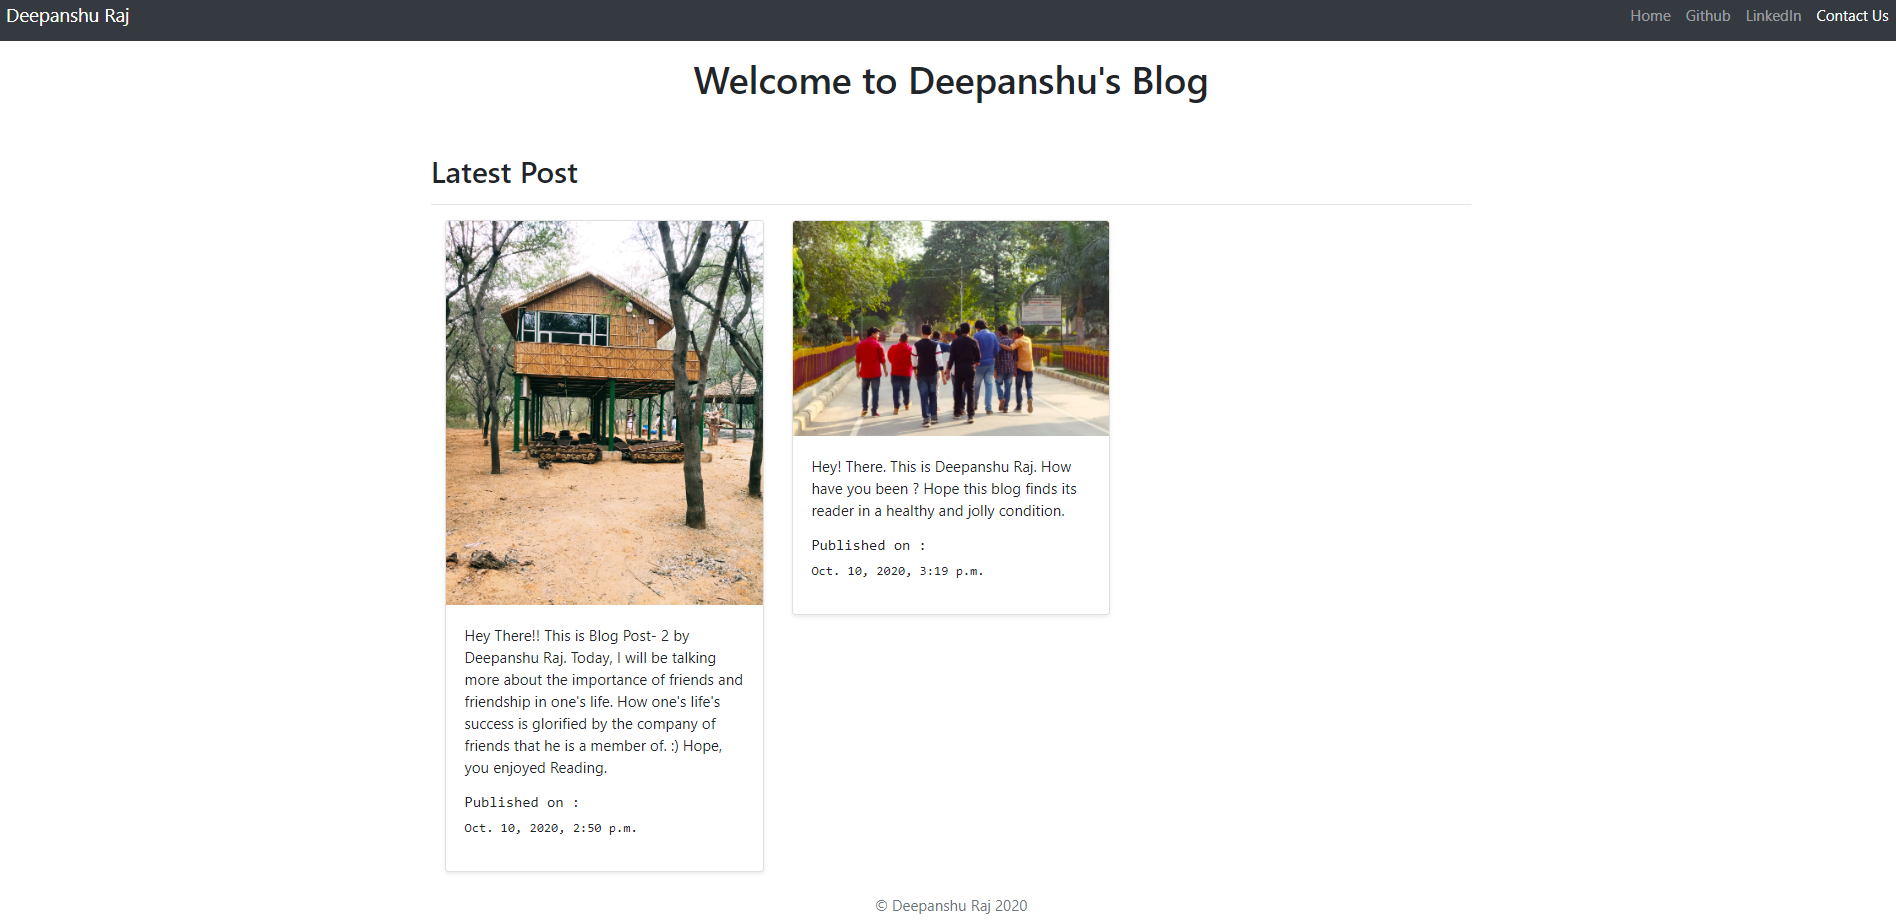 Deepanshu Raj
Home Github LinkedIn Contact Us
Welcome to Deepanshu's Blog
Latest Post
Hey There!! This is Blog Post- 2 by
Deepanshu Raj. Today, I will be talking
more about the importance of friends and
friendship in one's life. How one's life's
success is glorified by the company of
friends that he is a member of. :) Hope,
you enjoyed Reading.
Published on :
Oct. 10, 2020, 2:50 p.m.
Hey! There. This is Deepanshu Raj. How
have you been ? Hope this blog finds its
reader in a healthy and jolly condition.
Published on :
Oct. 10, 2020, 3:19 p.m.
© Deepanshu Raj 2020